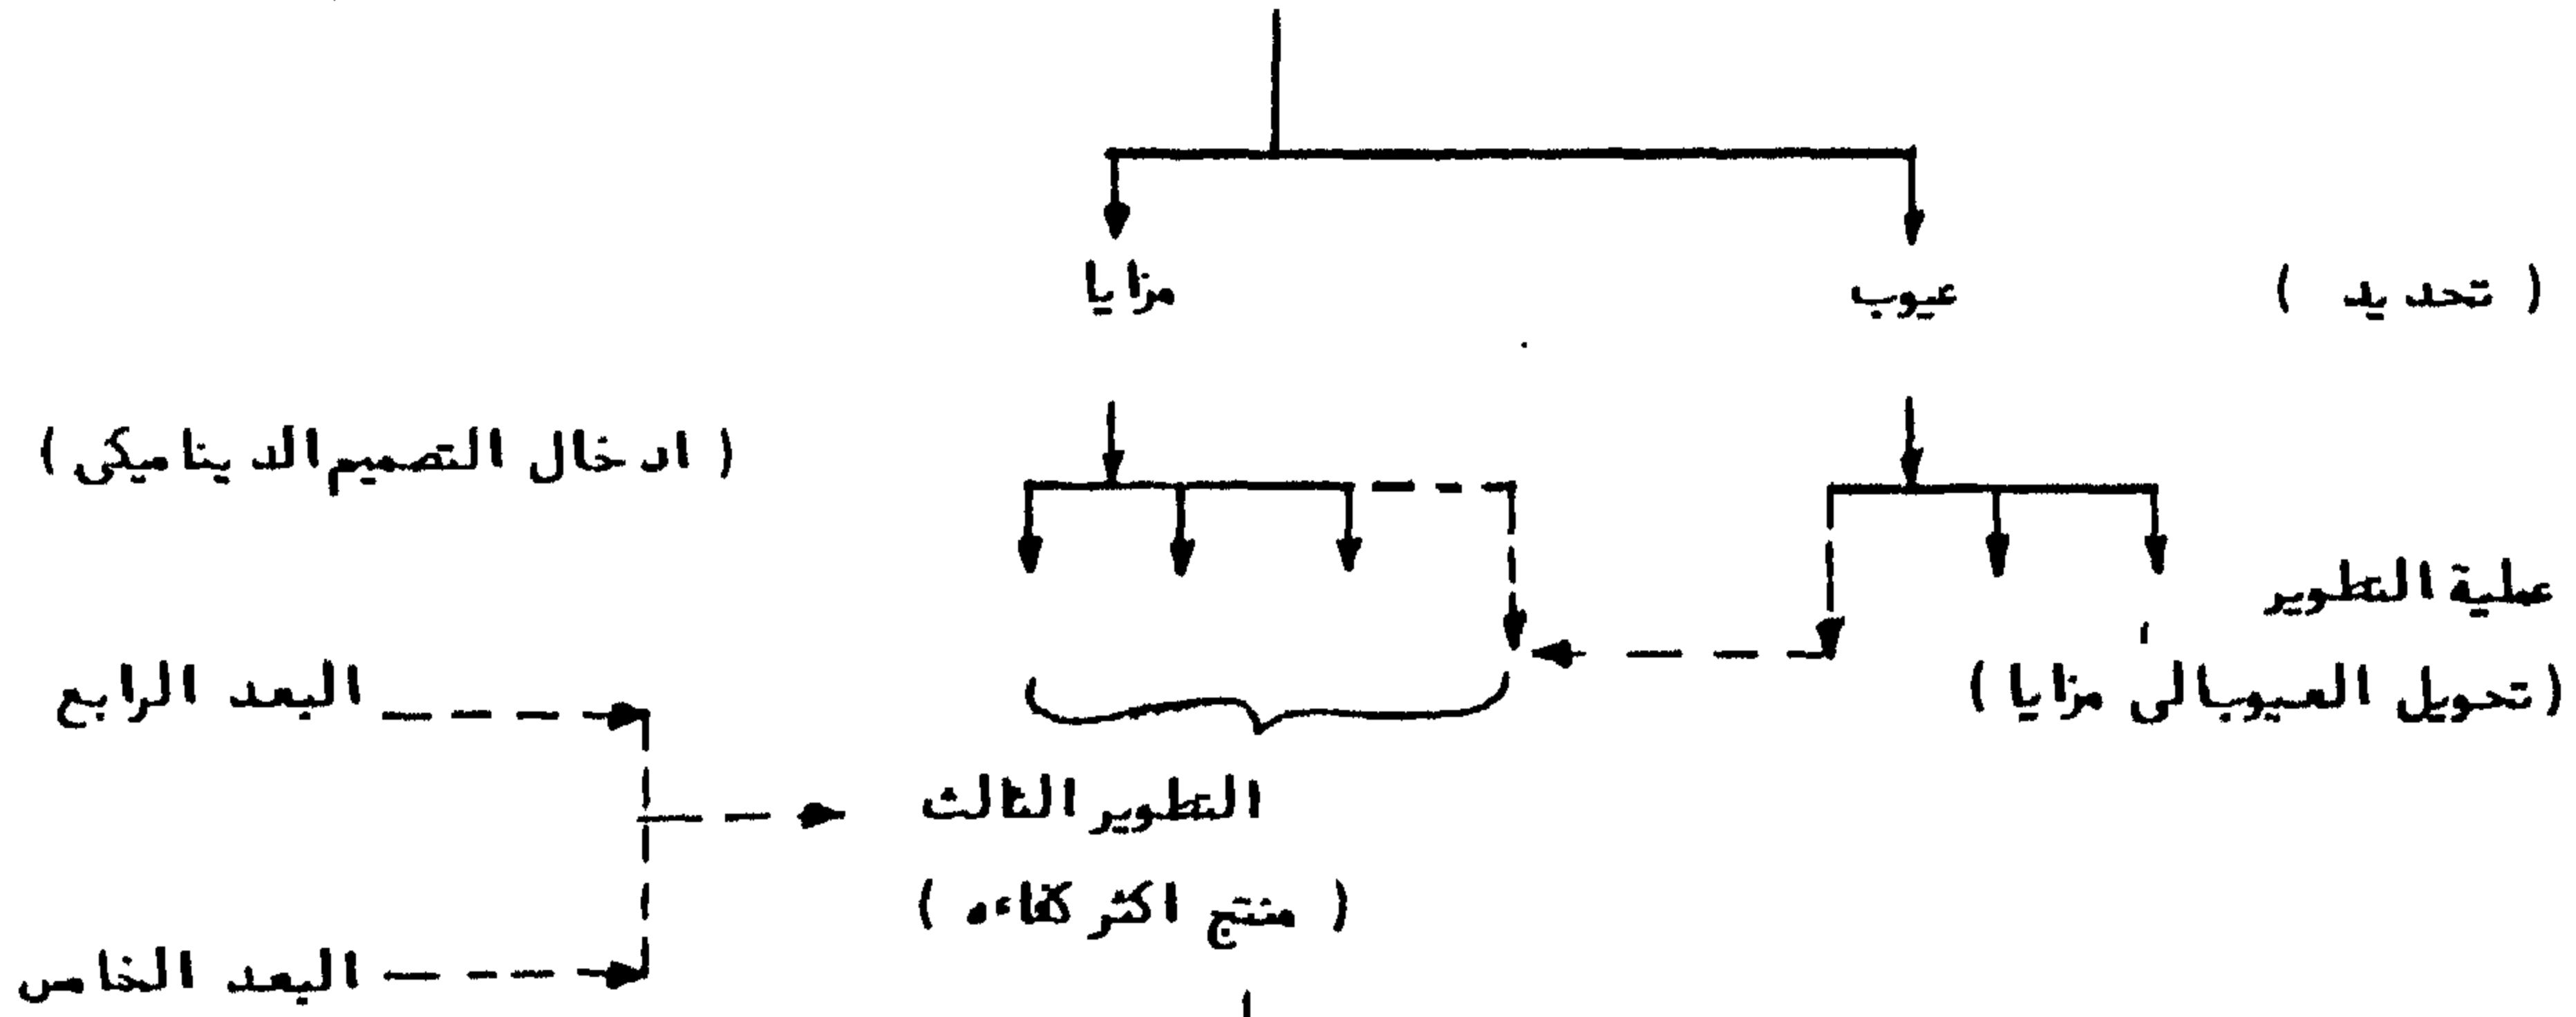 ( تحديد )
عيوب
مزايا
( ادخال التصميم الديناميكى )
عملية التطوير
( تحويل العيوب الى مزايا )
البعد الرابع
التطوير الثالث
( منتج اكثر كفاءه )
البعد الخامس